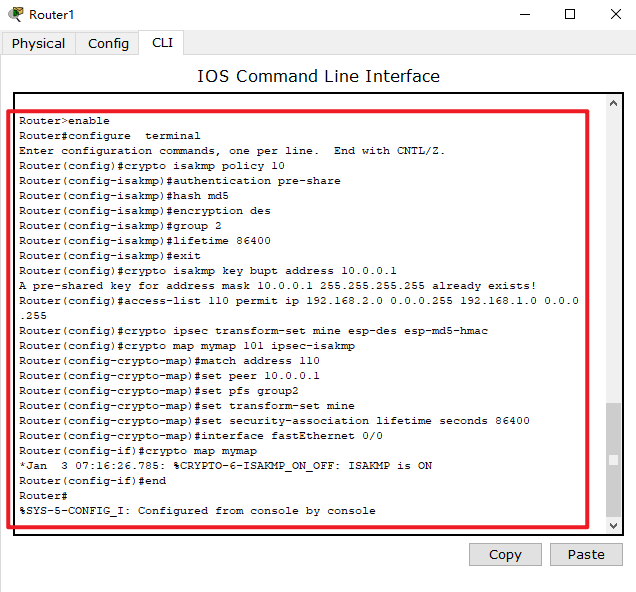 Router1
Physical Config CLI
IOS Command Line Interface
Router>enable
Router#configure  terminal
Enter configuration commands, one per line.  End with CNTL/Z.
Router(config)#crypto isakmp policy 10
Router(config-isakmp)#authentication pre-share
Router(config-isakmp)#hash md5
Router(config-isakmp)#encryption des
Router(config-isakmp)#group 2
Router(config-isakmp)#lifetime 86400
Router(config-isakmp)#exit
Router(config)#crypto isakmp key bupt address 10.0.0.1
A pre-shared key for address mask 10.0.0.1 255.255.255.255 already exists!
Router(config)#access-list 110 permit ip 192.168.2.0 0.0.0.255 192.168.1.0 0.0.0
.255
Router(config)#crypto ipsec transform-set mine esp-des esp-md5-hmac
Router(config)#crypto map mymap 101 ipsec-isakmp
Router(config-crypto-map)#match address 110
Router(config-crypto-map)#set peer 10.0.0.1
Router(config-crypto-map)#set pfs group2
Router(config-crypto-map)#set transform-set mine
Router(config-crypto-map)#set security-association lifetime seconds 86400
Router(config-crypto-map)#interface fastEthernet 0/0
Router(config-if)#crypto map mymap
*Jan  3 07:16:26.785: %CRYPTO-6-ISAKMP_ON_OFF: ISAKMP is ON
Router(config-if)#end
Router#
%SYS-5-CONFIG_I: Configured from console by console
Copy Paste